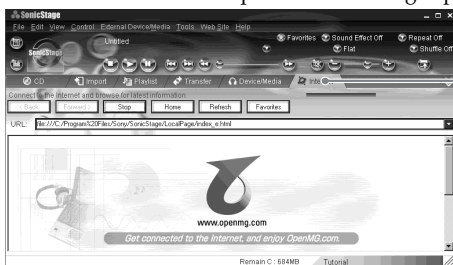 SonicStage
File Edit View Control External Device/Media Tools Web Site Help
SonicStage
Untitled
Favorites Sound Effect Off Repeat Off
Flat Shuffle Off
CD Import Playlist Transfer Device/Media Inte
Connect to the Internet and browse for latest information.
< Back Forward > Stop Home Refresh Favorites
URL: file:///C:/Program%20Files/Sony/SonicStage/LocalPage/index_e.html
www.openmg.com
Get connected to the Internet, and enjoy OpenMG.com.
Remain C : 684MB Tutorial